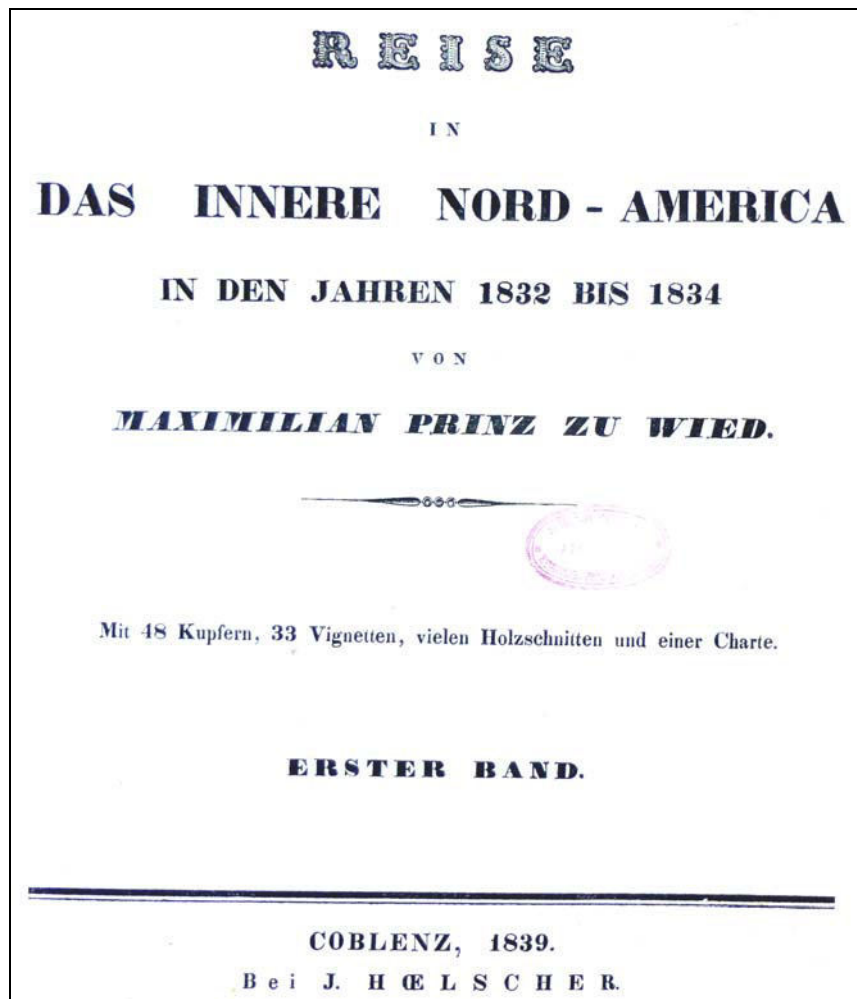 REISE
IN
DAS INNERE NORD - AMERICA
IN DEN JAHREN 1832 BIS 1834
VON
MAXIMILIAN PRINZ ZU WIED.
Mit 48 Kupfern, 33 Vignetten, vielen Holzschnitten und einer Charte.
ERSTER BAND.
COBLENZ, 1839.
Bei J. HŒLSCHER.